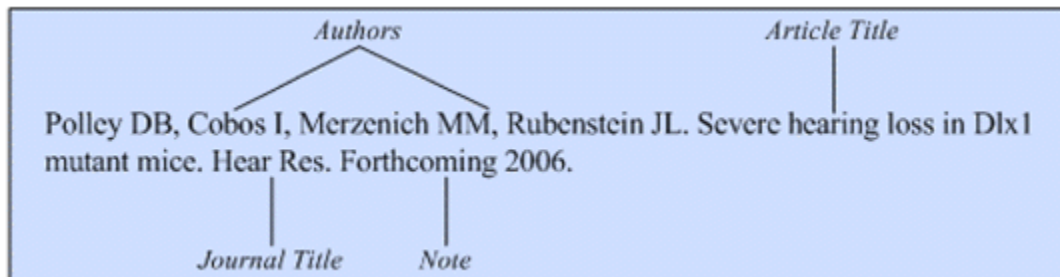 Authors Article Title
Polley DB, Cobos I, Merzenich MM, Rubenstein JL. Severe hearing loss in Dlx1
mutant mice. Hear Res. Forthcoming 2006.
Journal Title Note